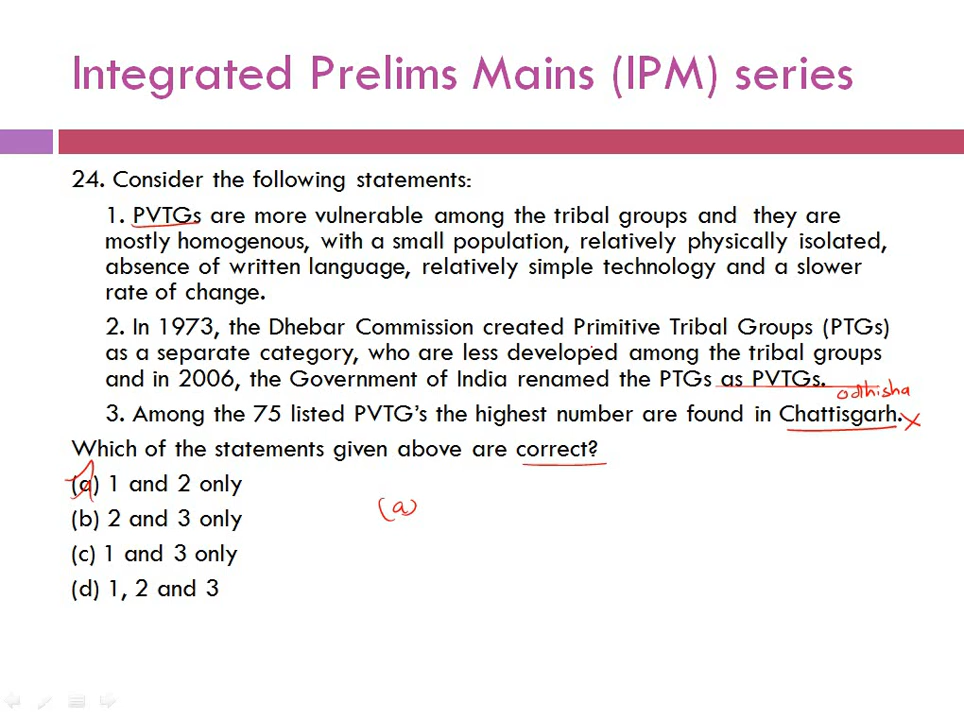 Integrated Prelims Mains (IPM) series
24. Consider the following statements:
1. PVTGs are more vulnerable among the tribal groups and they are
mostly homogenous, with a small population, relatively physically isolated,
absence of written language, relatively simple technology and a slower
rate of change.
2. In 1973, the Dhebar Commission created Primitive Tribal Groups (PTGs)
as a separate category, who are less developed among the tribal groups
and in 2006, the Government of India renamed the PTGs as PVTGs.
odhisha
3. Among the 75 listed PVTG's the highest number are found in Chattisgarh. X
Which of the statements given above are correct?
(a) 1 and 2 only
(a)
(b) 2 and 3 only
(c) 1 and 3 only
(d) 1, 2 and 3